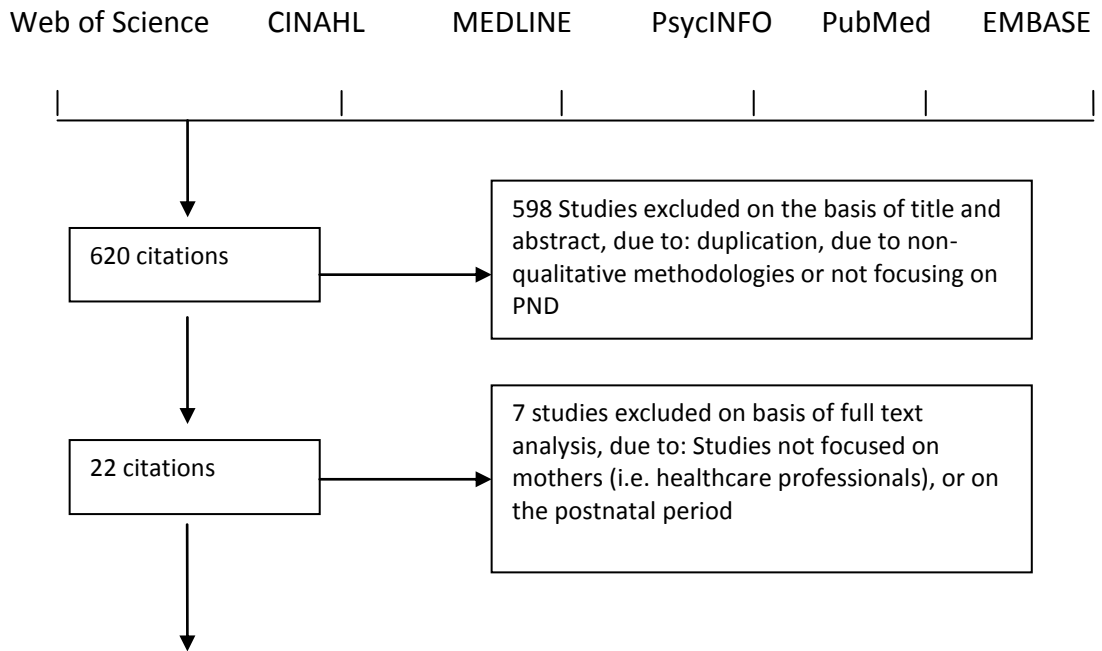 Web of Science CINAHL MEDLINE PsycINFO PubMed EMBASE
620 citations
598 Studies excluded on the basis of title and
abstract, due to: duplication, due to non-
qualitative methodologies or not focusing on
PND
22 citations
7 studies excluded on basis of full text
analysis, due to: Studies not focused on
mothers (i.e. healthcare professionals), or on
the postnatal period